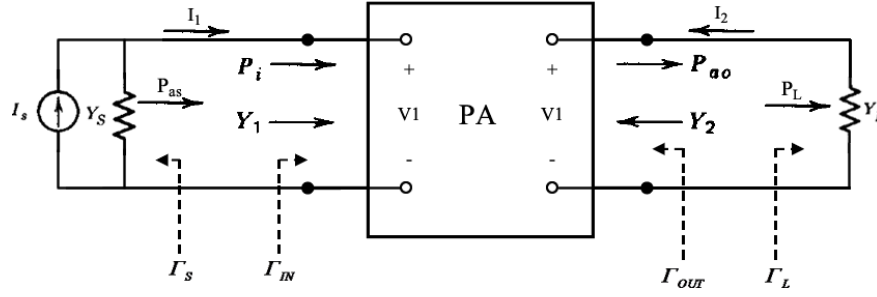 I1 I2
Pi Pao
Is YS Pas + + PL
Y1 V1 PA V1 Y2
- -
ΓS ΓIN ΓOUT ΓL